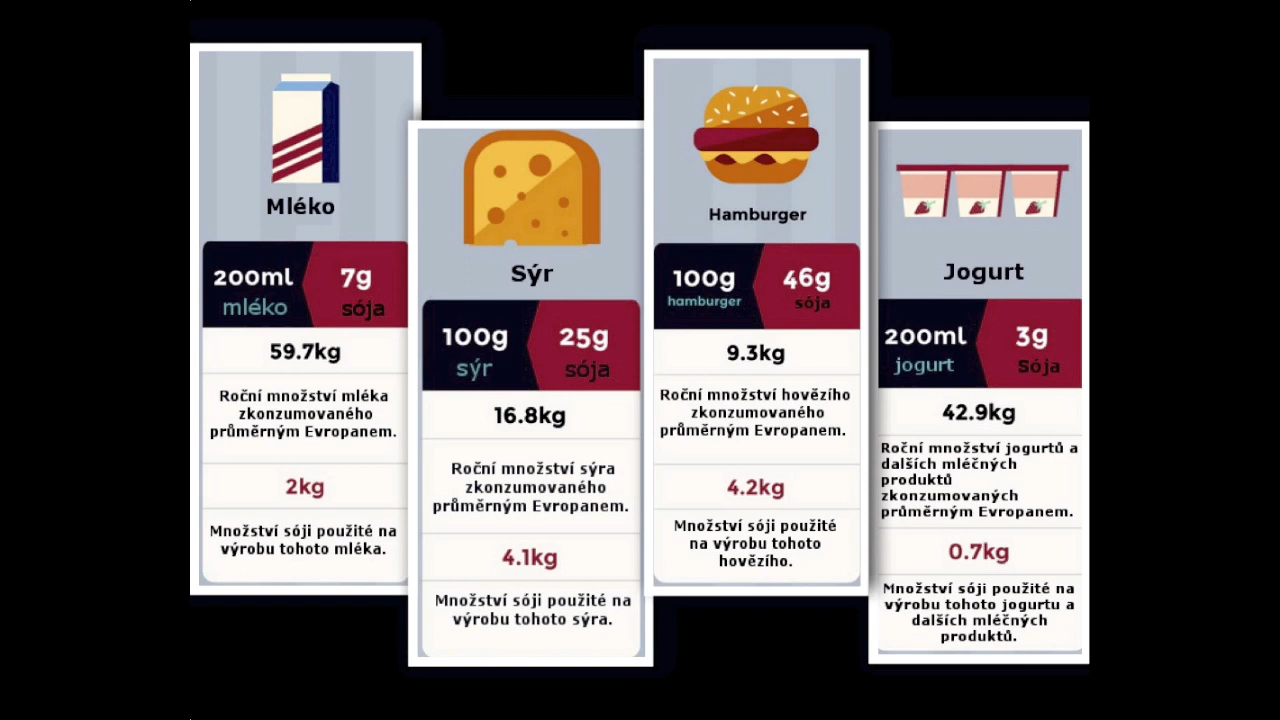 Mléko
200ml
mléko
7g
sója
59.7kg
Roční množství mléka
zkonzumovaného
průměrným Evropanem.
2kg
Množství sóji použité na
výrobu tohoto mléka.
Sýr
100g
sýr
25g
sója
16.8kg
Roční množství sýra
zkonzumovaného
průměrným Evropanem.
4.1kg
Množství sóji použité na
výrobu tohoto sýra.
Hamburger
100g
hamburger
46g
sója
9.3kg
Roční množství hovězího
zkonzumovaného
průměrným Evropanem.
4.2kg
Množství sóji použité
na výrobu tohoto
hovězího.
Jogurt
200ml
jogurt
3g
Sója
42.9kg
Roční množství jogurtů a
dalších mléčných
produktů
zkonzumovaných
průměrným Evropanem.
0.7kg
Množství sóji použité na
výrobu tohoto jogurtu a
dalších mléčných
produktů.